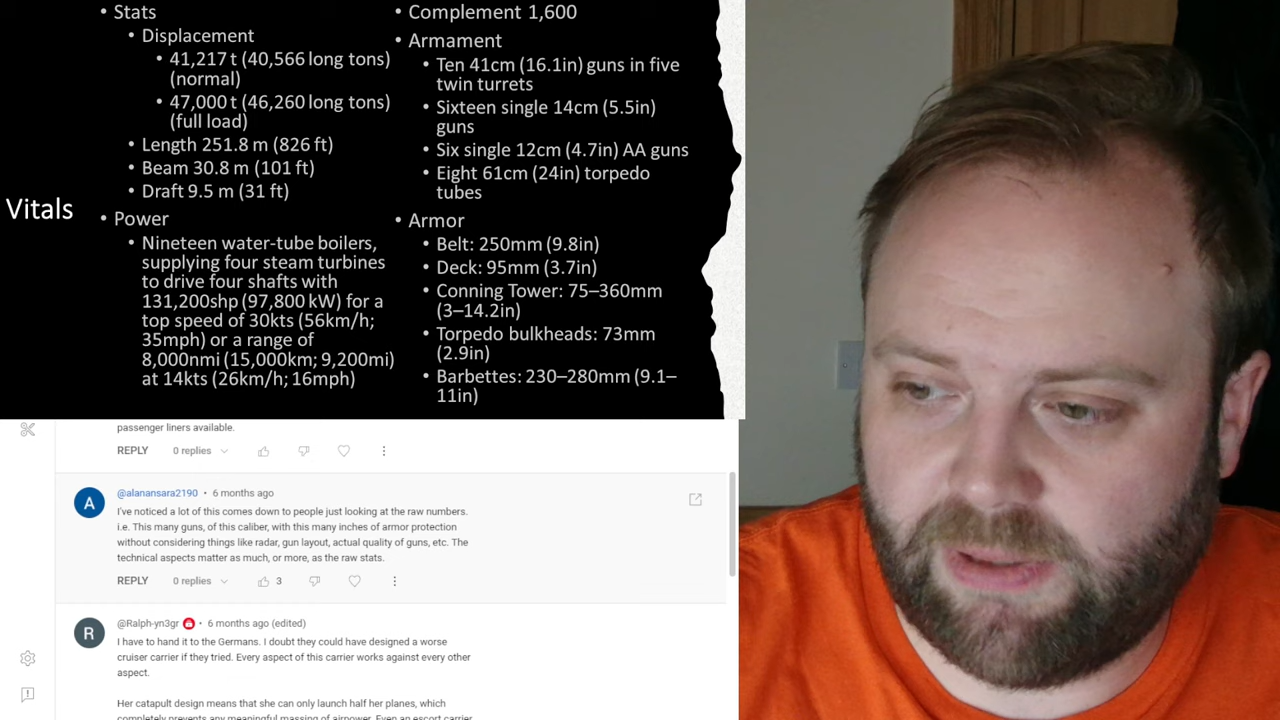 Vitals
• Stats
• Displacement
• 41,217 t (40,566 long tons)
(normal)
• 47,000 t (46,260 long tons)
(full load)
• Length 251.8 m (826 ft)
• Beam 30.8 m (101 ft)
• Draft 9.5 m (31 ft)
• Power
• Nineteen water-tube boilers,
supplying four steam turbines
to drive four shafts with
131,200shp (97,800 kW) for a
top speed of 30kts (56km/h;
35mph) or a range of
8,000nmi (15,000km; 9,200mi)
at 14kts (26km/h; 16mph)
• Complement 1,600
• Armament
• Ten 41cm (16.1in) guns in five
twin turrets
• Sixteen single 14cm (5.5in)
guns
• Six single 12cm (4.7in) AA guns
• Eight 61cm (24in) torpedo
tubes
• Armor
• Belt: 250mm (9.8in)
• Deck: 95mm (3.7in)
• Conning Tower: 75–360mm
(3–14.2in)
• Torpedo bulkheads: 73mm
(2.9in)
• Barbettes: 230–280mm (9.1–
11in)
passenger liners available.
REPLY 0 replies
A
@alanansara2190 • 6 months ago
I've noticed a lot of this comes down to people just looking at the raw numbers.
i.e. This many guns, of this caliber, with this many inches of armor protection
without considering things like radar, gun layout, actual quality of guns, etc. The
technical aspects matter as much, or more, as the raw stats.
REPLY 0 replies 3
R
@Ralph-yn3gr • 6 months ago (edited)
I have to hand it to the Germans. I doubt they could have designed a worse
cruiser carrier if they tried. Every aspect of this carrier works against every other
aspect.
Her catapult design means that she can only launch half her planes, which
completely prevents any meaningful massing of airpower. Even an escort carrier